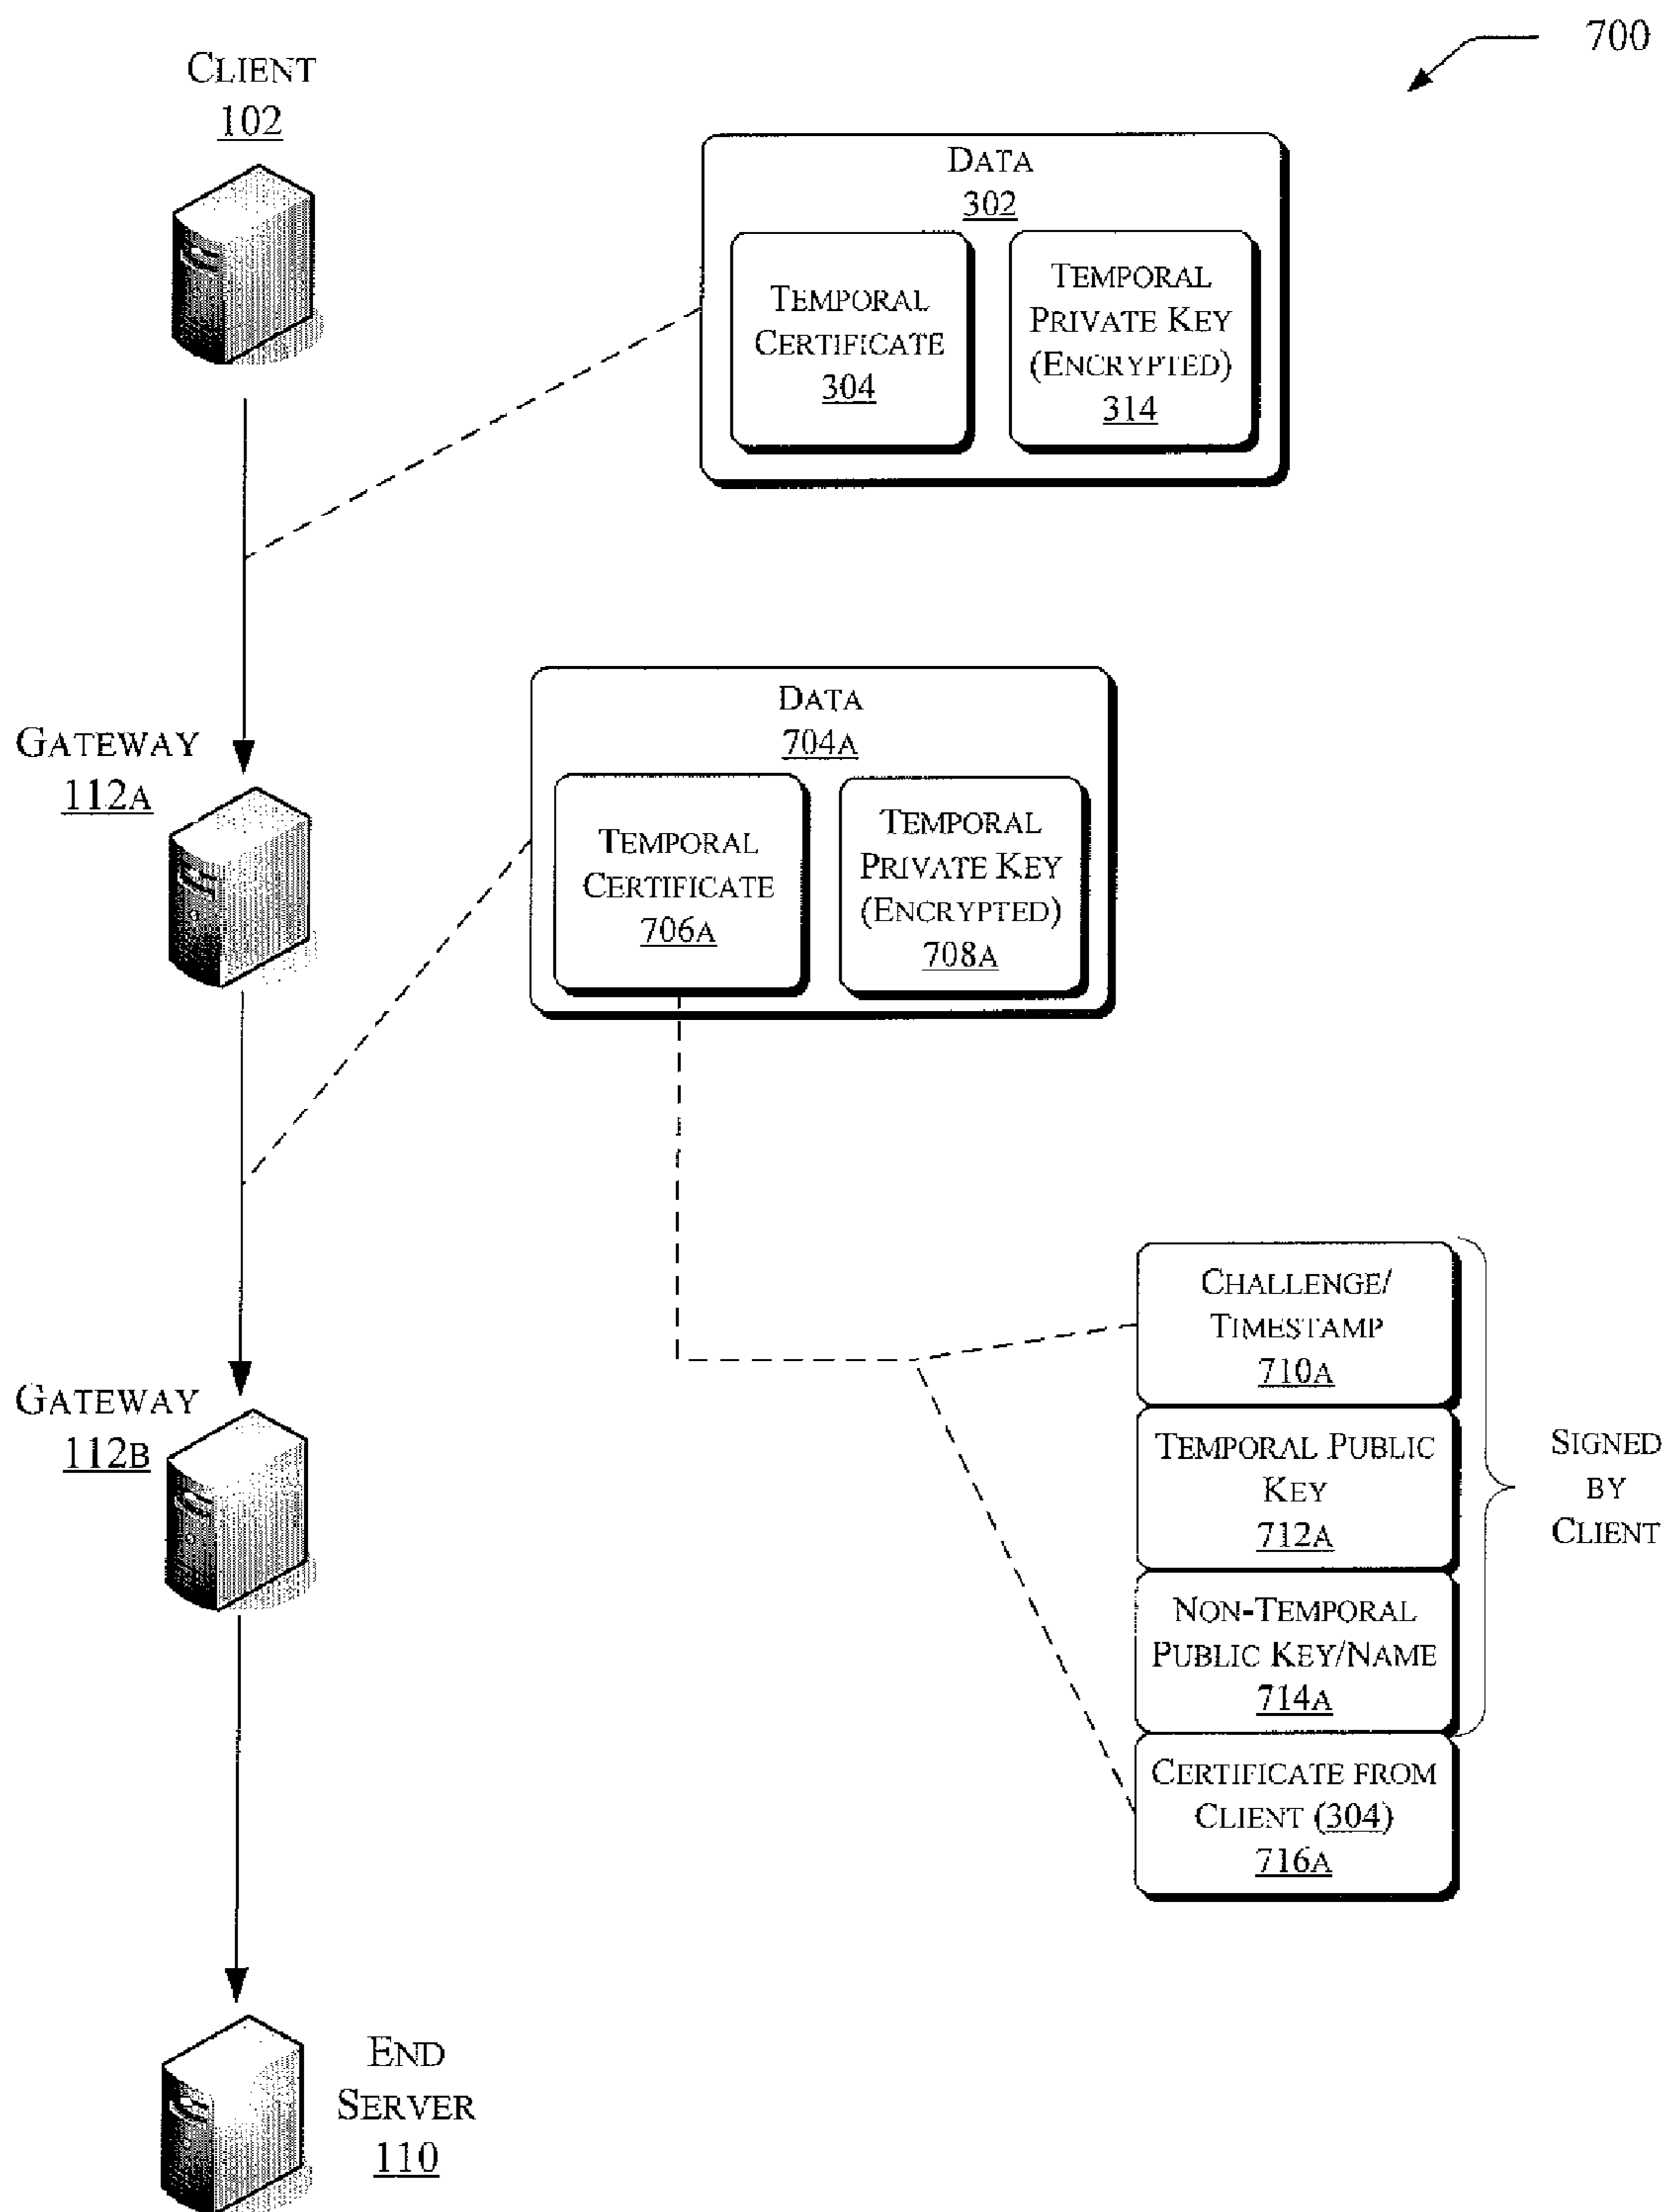 700
CLIENT
102
DATA
302
TEMPORAL
CERTIFICATE
304
TEMPORAL
PRIVATE KEY
(ENCRYPTED)
314
GATEWAY
112A
DATA
704A
TEMPORAL
CERTIFICATE
706A
TEMPORAL
PRIVATE KEY
(ENCRYPTED)
708A
GATEWAY
112B
CHALLENGE/
TIMESTAMP
710A
TEMPORAL PUBLIC
KEY
712A
NON-TEMPORAL
PUBLIC KEY/NAME
714A
CERTIFICATE FROM
CLIENT (304)
716A
SIGNED
BY
CLIENT
END
SERVER
110